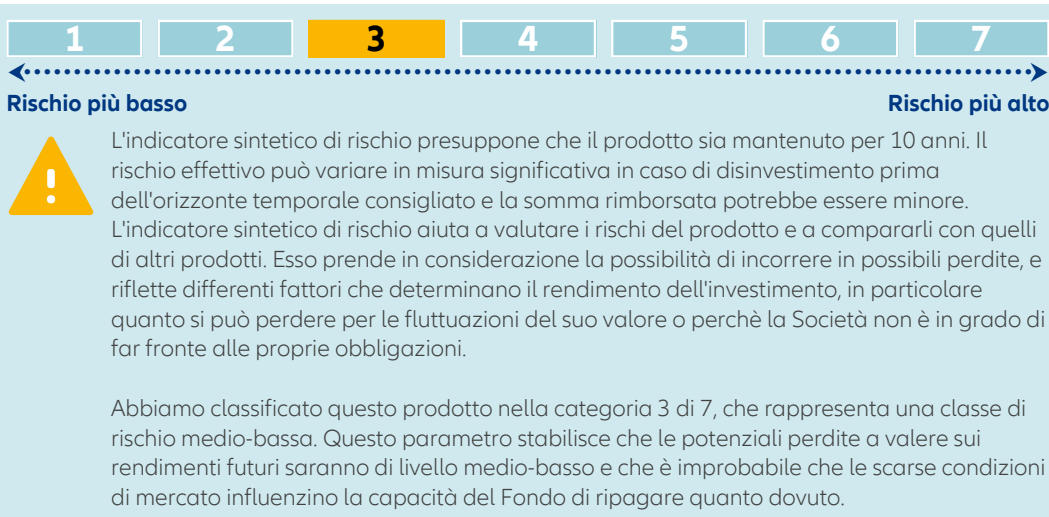 1 2 3 4 5 6 7
Rischio più basso Rischio più alto
L'indicatore sintetico di rischio presuppone che il prodotto sia mantenuto per 10 anni. Il
rischio effettivo può variare in misura significativa in caso di disinvestimento prima
dell'orizzonte temporale consigliato e la somma rimborsata potrebbe essere minore.
L'indicatore sintetico di rischio aiuta a valutare i rischi del prodotto e a compararli con quelli
di altri prodotti. Esso prende in considerazione la possibilità di incorrere in possibili perdite, e
riflette differenti fattori che determinano il rendimento dell'investimento, in particolare
quanto si può perdere per le fluttuazioni del suo valore o perchè la Società non è in grado di
far fronte alle proprie obbligazioni.
Abbiamo classificato questo prodotto nella categoria 3 di 7, che rappresenta una classe di
rischio medio-bassa. Questo parametro stabilisce che le potenziali perdite a valere sui
rendimenti futuri saranno di livello medio-basso e che è improbabile che le scarse condizioni
di mercato influenzino la capacità del Fondo di ripagare quanto dovuto.